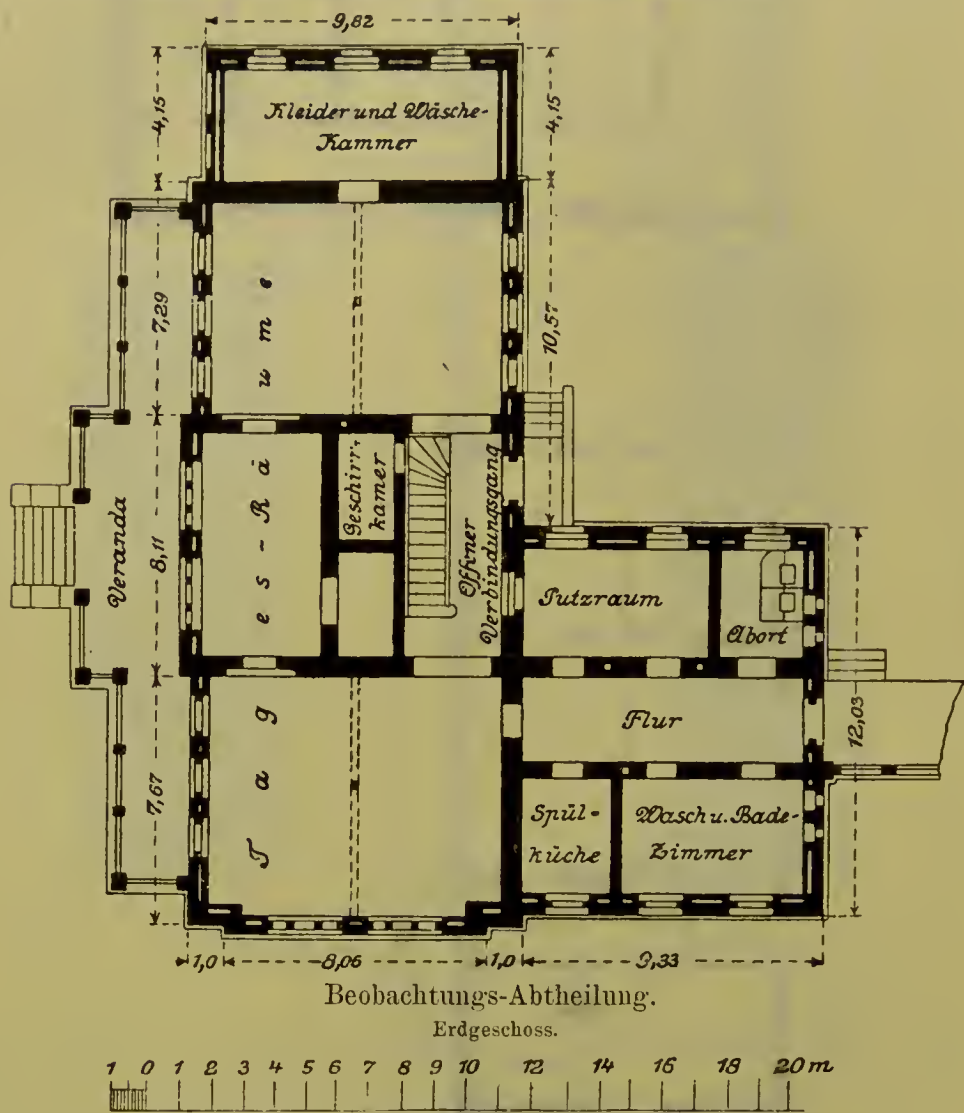 9,82
4,15
Kleider und Wäsche-
Kammer
4,15
7,29
10,57
Tages-Räume
Geschirr-
kamer
Offner
Verbindungsgang
Veranda
8,11
Putzraum
Abort
Flur
12,03
7,67
Spül-
küche
Wasch u. Bade-
Zimmer
1,0
8,06
1,0
9,33
Beobachtungs-Abtheilung.
Erdgeschoss.
1 0 1 2 3 4 5 6 7 8 9 10 12 14 16 18 20 m